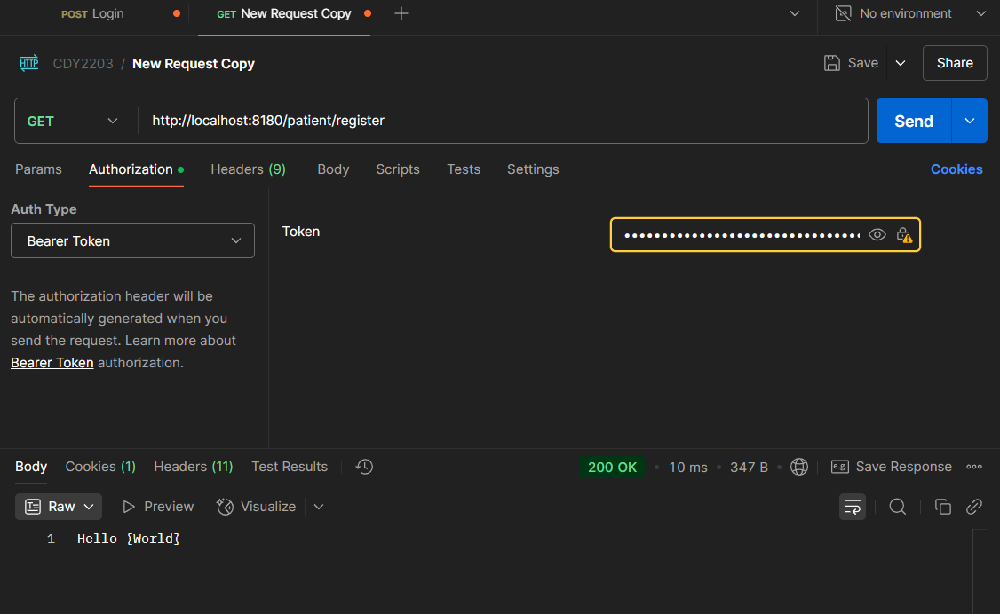 POST Login
GET New Request Copy
No environment
HTTP CDY2203 / New Request Copy
Save
Share
GET http://localhost:8180/patient/register
Send
Params Authorization Headers (9) Body Scripts Tests Settings
Cookies
Auth Type
Bearer Token
Token
The authorization header will be
automatically generated when you
send the request. Learn more about
Bearer Token authorization.
Body Cookies (1) Headers (11) Test Results
200 OK • 10 ms • 347 B •
e.g. Save Response
Raw Preview Visualize
1 Hello {World}